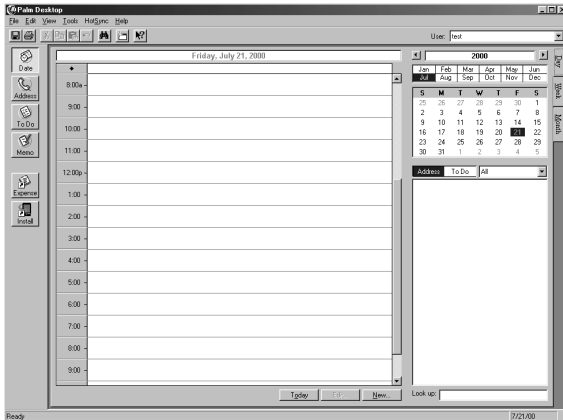 Palm Desktop
File Edit View Tools HotSync Help
User: test
Date
Address
To Do
Memo
Expense
Install
Friday, July 21, 2000
8:00a
9:00
10:00
11:00
12:00p
1:00
2:00
3:00
4:00
5:00
6:00
7:00
8:00
9:00
Today Edit New...
2000
Jan Feb Mar Apr May Jun
Jul Aug Sep Oct Nov Dec
S M T W T F S
25 26 27 28 29 30 1
2 3 4 5 6 7 8
9 10 11 12 13 14 15
16 17 18 19 20 21 22
23 24 25 26 27 28 29
30 31 1 2 3 4 5
Address To Do All
Look up:
Day
Week
Month
Ready 7/21/00